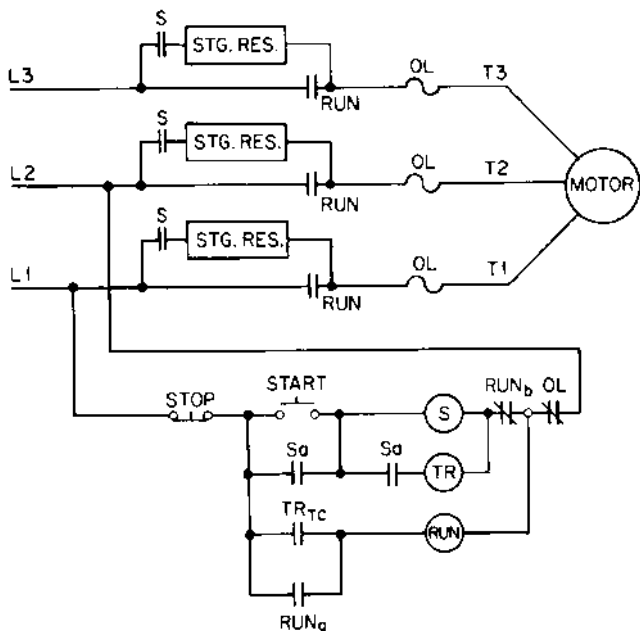 S
STG. RES.
L3
RUN
OL
T3
S
STG. RES.
L2
RUN
OL
T2
MOTOR
S
STG. RES.
L1
RUN
OL
T1
STOP
START
S
RUNb
OL
Sa
Sa
TR
TRTC
RUN
RUNa